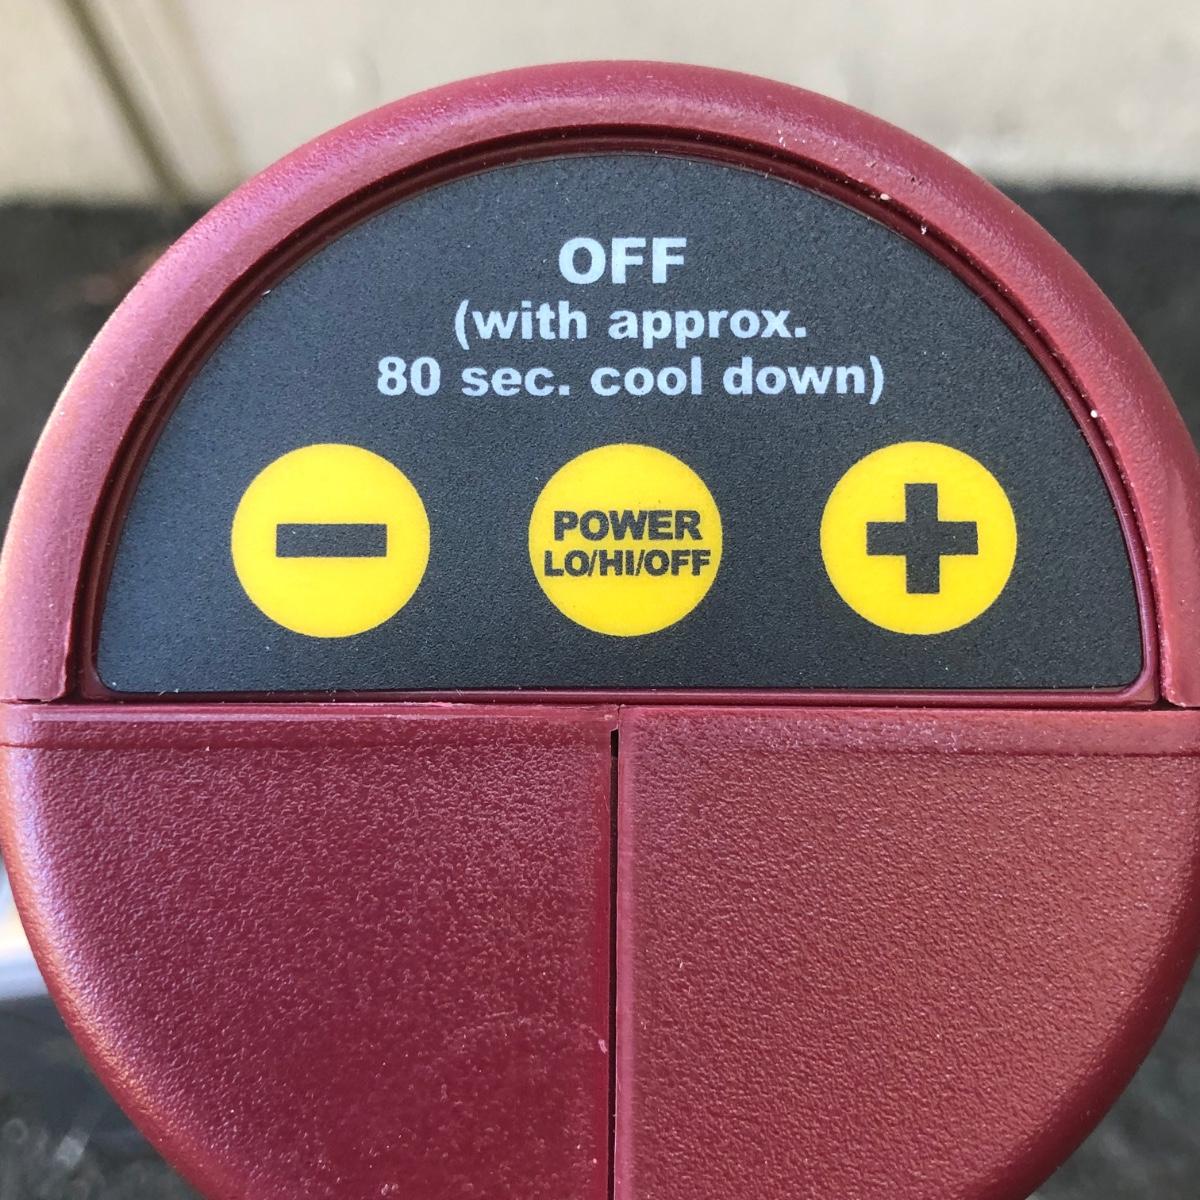 OFF
(with approx.
80 sec. cool down)
− POWER +
LO/HI/OFF